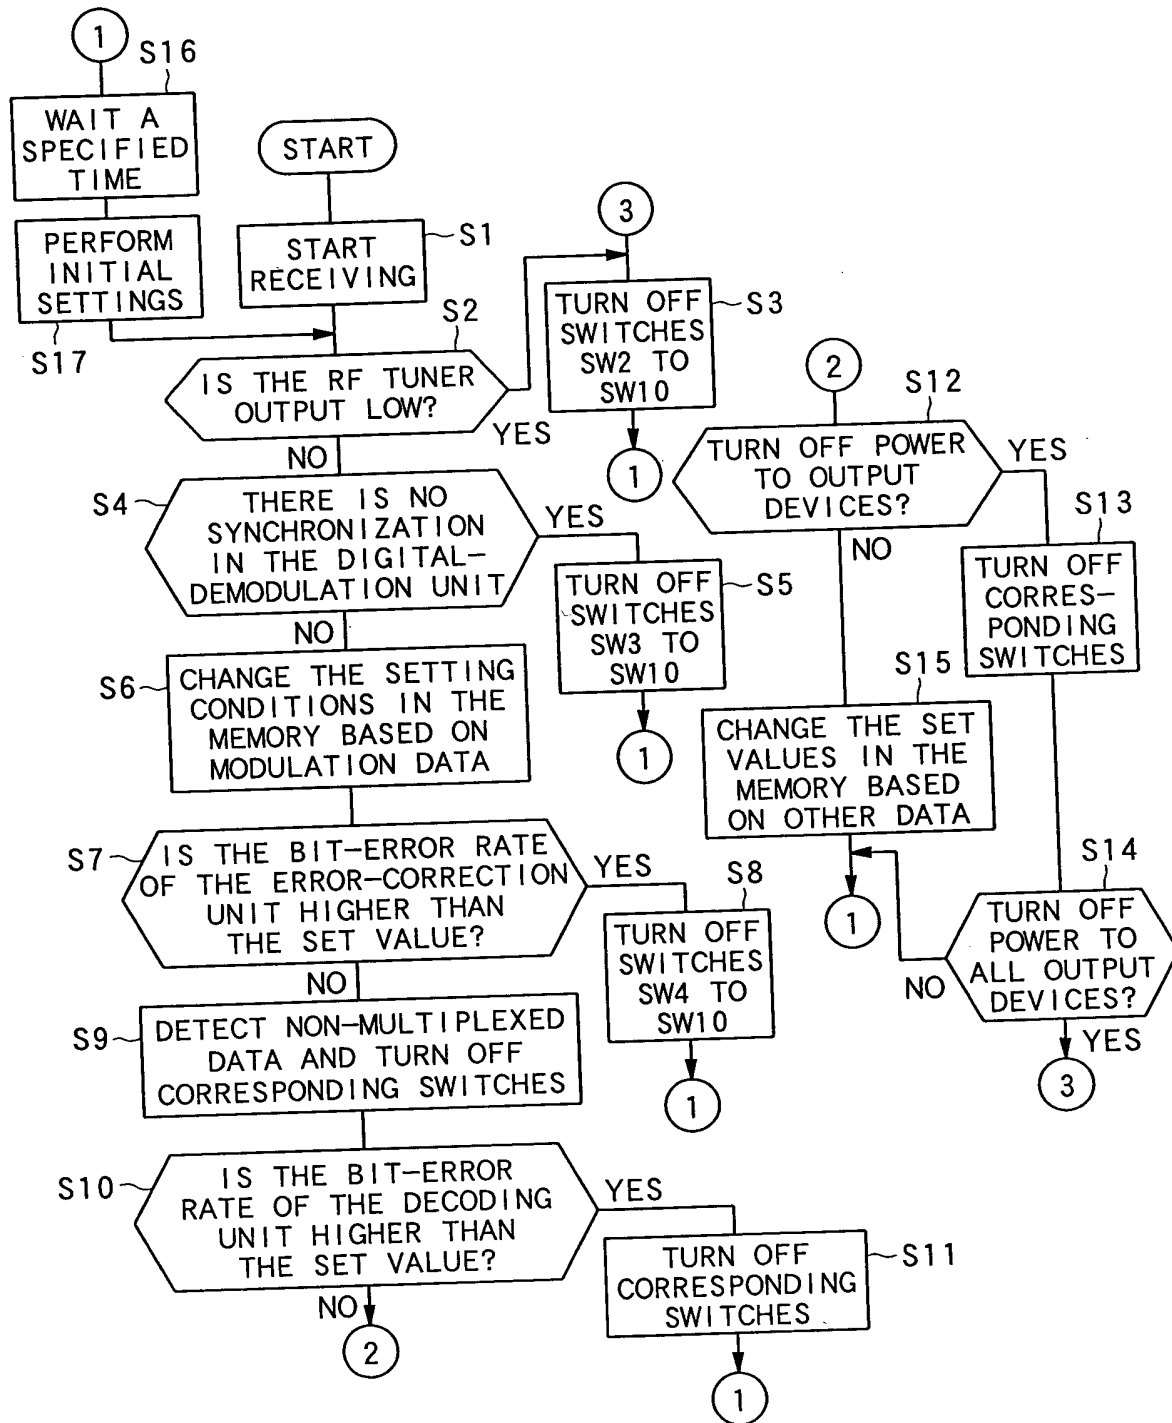 1
S16
WAIT A
SPECIFIED
TIME
PERFORM
INITIAL
SETTINGS
S17
START
START
RECEIVING
S1
S2
IS THE RF TUNER
OUTPUT LOW?
YES
NO
3
TURN OFF
SWITCHES
SW2 TO
SW10
S3
1
S4
THERE IS NO
SYNCHRONIZATION
IN THE DIGITAL-
DEMODULATION UNIT
YES
NO
TURN OFF
SWITCHES
SW3 TO
SW10
S5
1
S6
CHANGE THE SETTING
CONDITIONS IN THE
MEMORY BASED ON
MODULATION DATA
S7
IS THE BIT-ERROR RATE
OF THE ERROR-CORRECTION
UNIT HIGHER THAN
THE SET VALUE?
YES
NO
S8
TURN OFF
SWITCHES
SW4 TO
SW10
1
S9
DETECT NON-MULTIPLEXED
DATA AND TURN OFF
CORRESPONDING SWITCHES
S10
IS THE BIT-ERROR
RATE OF THE DECODING
UNIT HIGHER THAN
THE SET VALUE?
YES
NO
2
TURN OFF
CORRESPONDING
SWITCHES
S11
1
2
S12
TURN OFF POWER
TO OUTPUT
DEVICES?
YES
NO
S13
TURN OFF
CORRES-
PONDING
SWITCHES
S15
CHANGE THE SET
VALUES IN THE
MEMORY BASED
ON OTHER DATA
1
S14
TURN OFF
POWER TO
ALL OUTPUT
DEVICES?
NO
YES
3